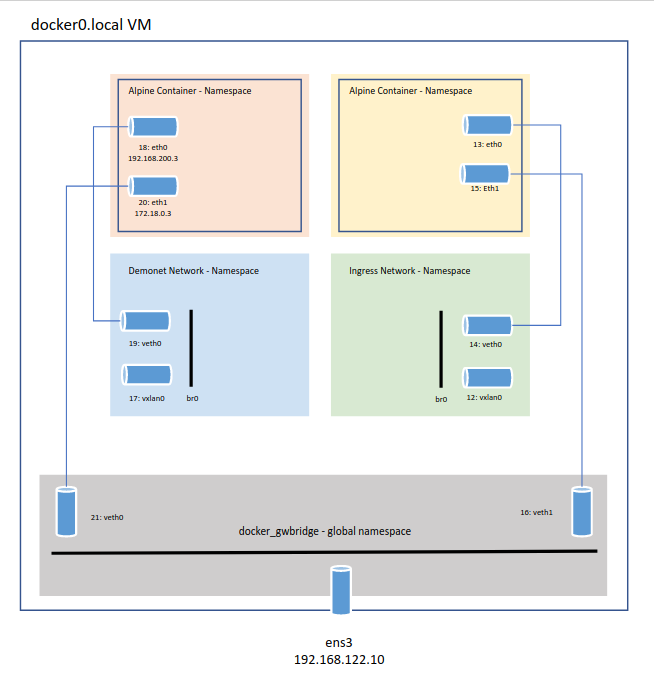 docker0.local VM
Alpine Container - Namespace
18: eth0
192.168.200.3
20: eth1
172.18.0.3
Alpine Container - Namespace
13: eth0
15: Eth1
Demonet Network - Namespace
19: veth0
17: vxlan0
br0
Ingress Network - Namespace
14: veth0
br0
12: vxlan0
21: veth0
16: veth1
docker_gwbridge - global namespace
ens3
192.168.122.10